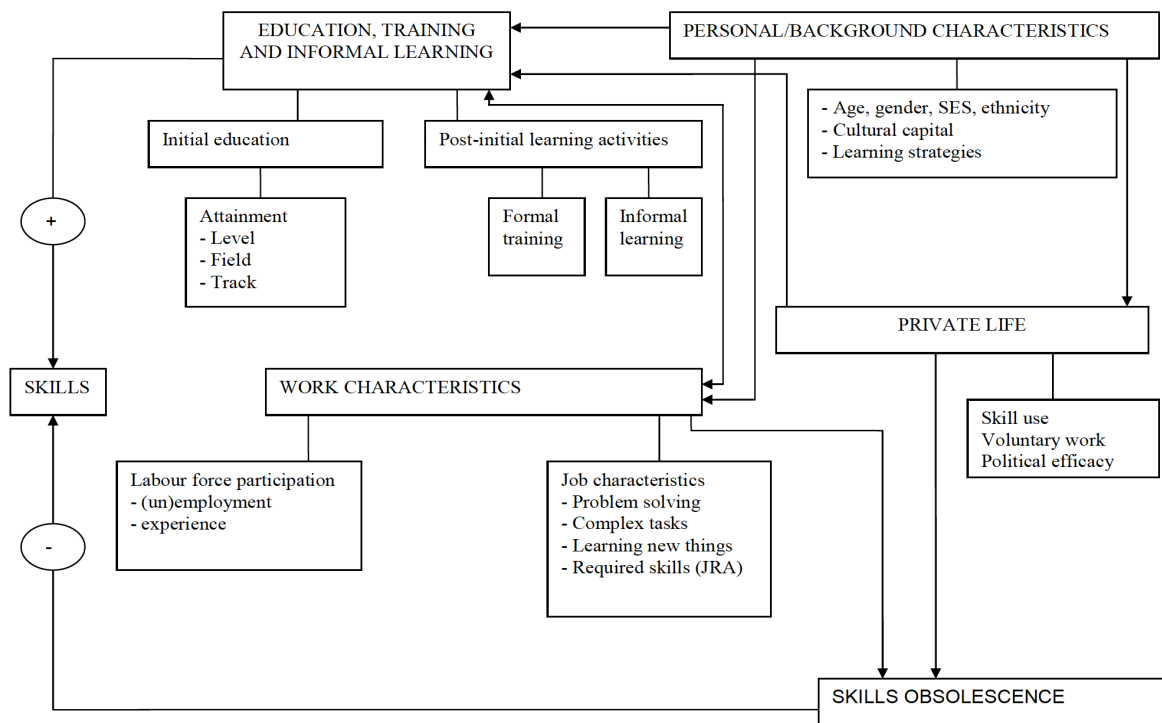 EDUCATION, TRAINING
AND INFORMAL LEARNING
PERSONAL/BACKGROUND CHARACTERISTICS
- Age, gender, SES, ethnicity
- Cultural capital
- Learning strategies
Initial education
Post-initial learning activities
Attainment
- Level
- Field
- Track
Formal
training
Informal
learning
+
PRIVATE LIFE
SKILLS
WORK CHARACTERISTICS
Skill use
Voluntary work
Political efficacy
Labour force participation
- (un)employment
- experience
Job characteristics
- Problem solving
- Complex tasks
- Learning new things
- Required skills (JRA)
-
SKILLS OBSOLESCENCE